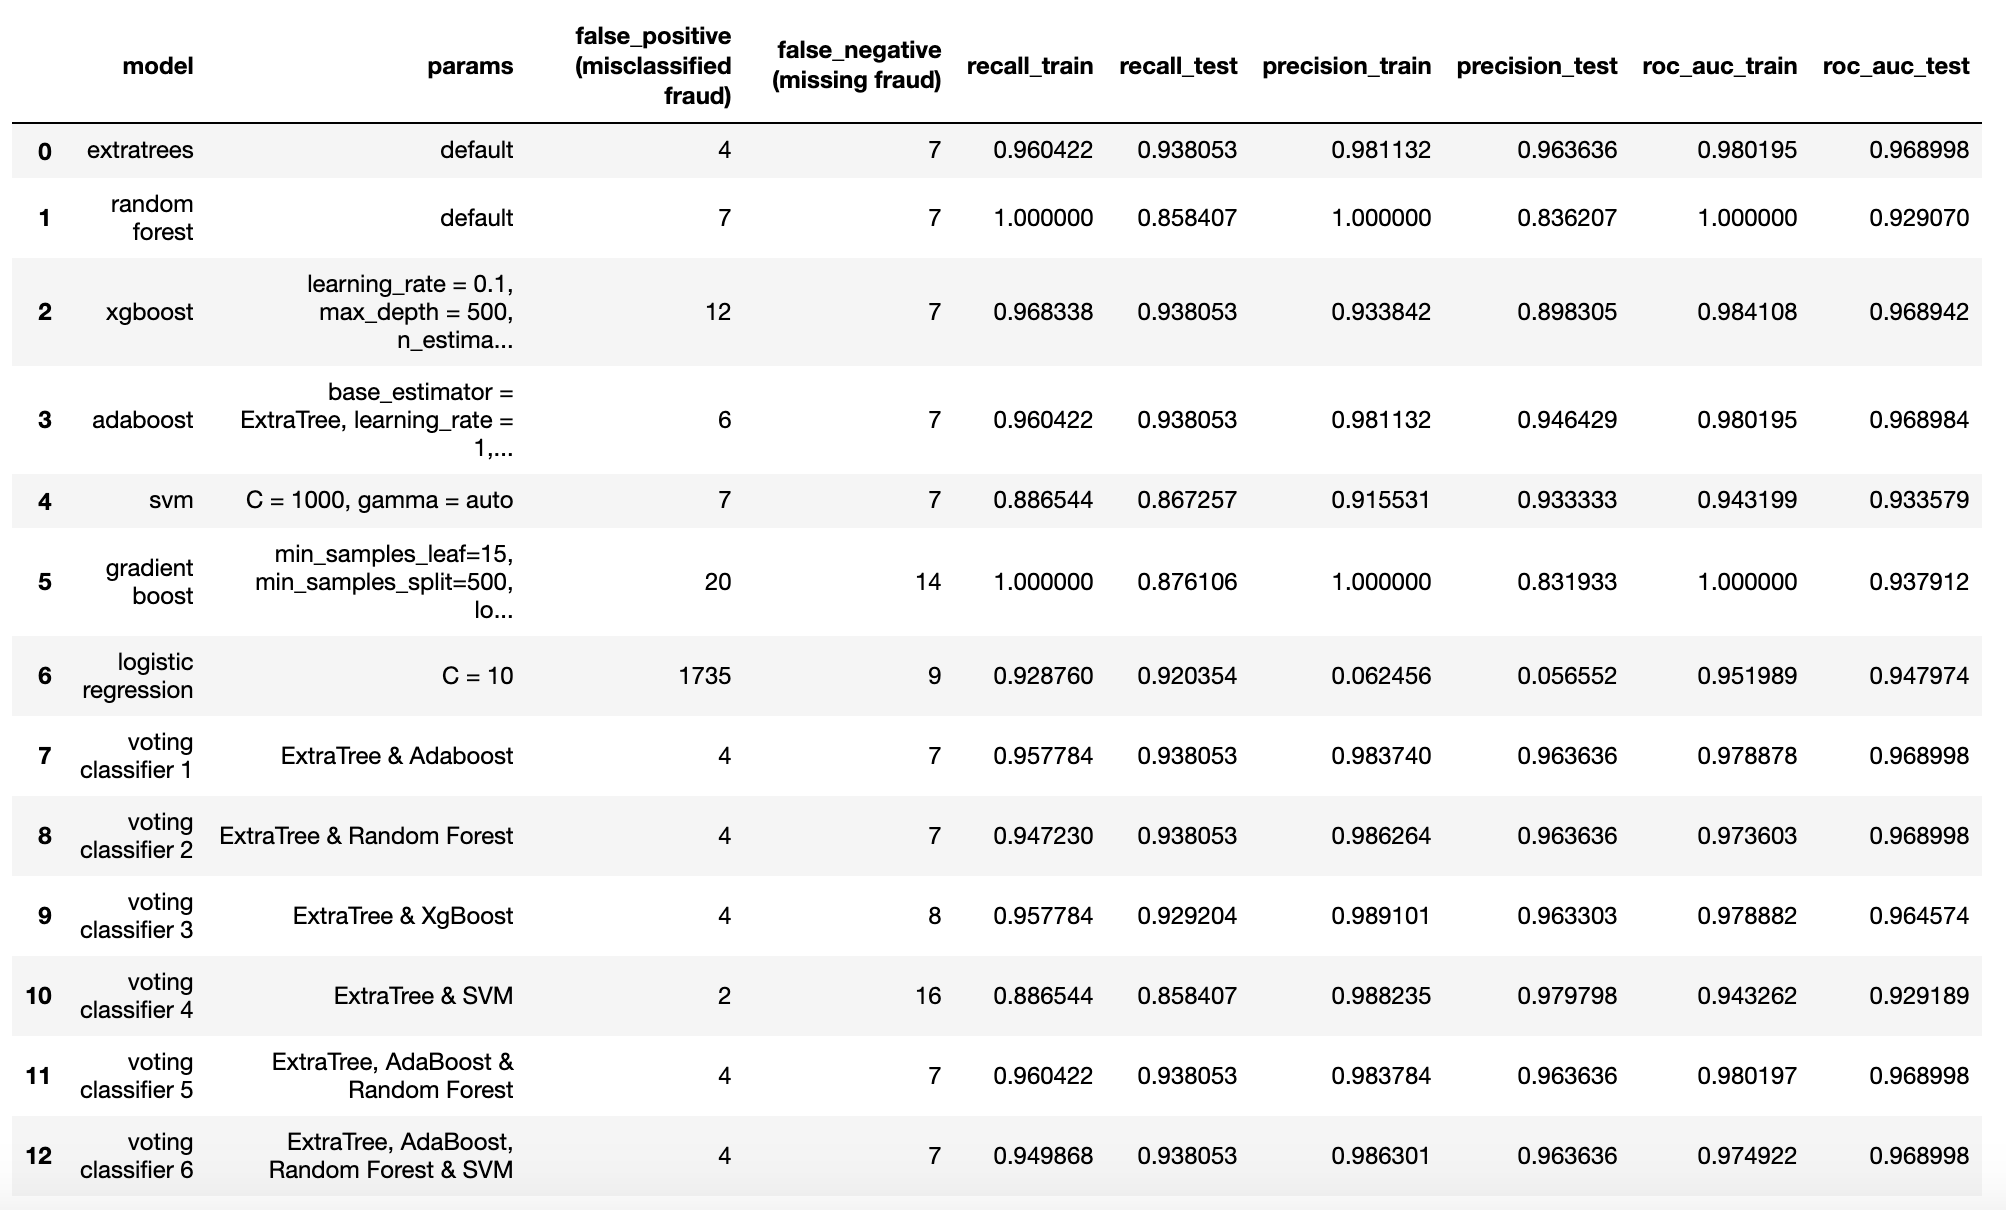 model params false_positive (misclassified fraud) false_negative (missing fraud) recall_train recall_test precision_train precision_test roc_auc_train roc_auc_test
0 extratrees default 4 7 0.960422 0.938053 0.981132 0.963636 0.980195 0.968998
1 random forest default 7 7 1.000000 0.858407 1.000000 0.836207 1.000000 0.929070
2 xgboost learning_rate = 0.1, max_depth = 500, n_estima... 12 7 0.968338 0.938053 0.933842 0.898305 0.984108 0.968942
3 adaboost base_estimator = ExtraTree, learning_rate = 1,... 6 7 0.960422 0.938053 0.981132 0.946429 0.980195 0.968984
4 svm C = 1000, gamma = auto 7 7 0.886544 0.867257 0.915531 0.933333 0.943199 0.933579
5 gradient boost min_samples_leaf=15, min_samples_split=500, lo... 20 14 1.000000 0.876106 1.000000 0.831933 1.000000 0.937912
6 logistic regression C = 10 1735 9 0.928760 0.920354 0.062456 0.056552 0.951989 0.947974
7 voting classifier 1 ExtraTree & Adaboost 4 7 0.957784 0.938053 0.983740 0.963636 0.978878 0.968998
8 voting classifier 2 ExtraTree & Random Forest 4 7 0.947230 0.938053 0.986264 0.963636 0.973603 0.968998
9 voting classifier 3 ExtraTree & XgBoost 4 8 0.957784 0.929204 0.989101 0.963303 0.978882 0.964574
10 voting classifier 4 ExtraTree & SVM 2 16 0.886544 0.858407 0.988235 0.979798 0.943262 0.929189
11 voting classifier 5 ExtraTree, AdaBoost & Random Forest 4 7 0.960422 0.938053 0.983784 0.963636 0.980197 0.968998
12 voting classifier 6 ExtraTree, AdaBoost, Random Forest & SVM 4 7 0.949868 0.938053 0.986301 0.963636 0.974922 0.968998